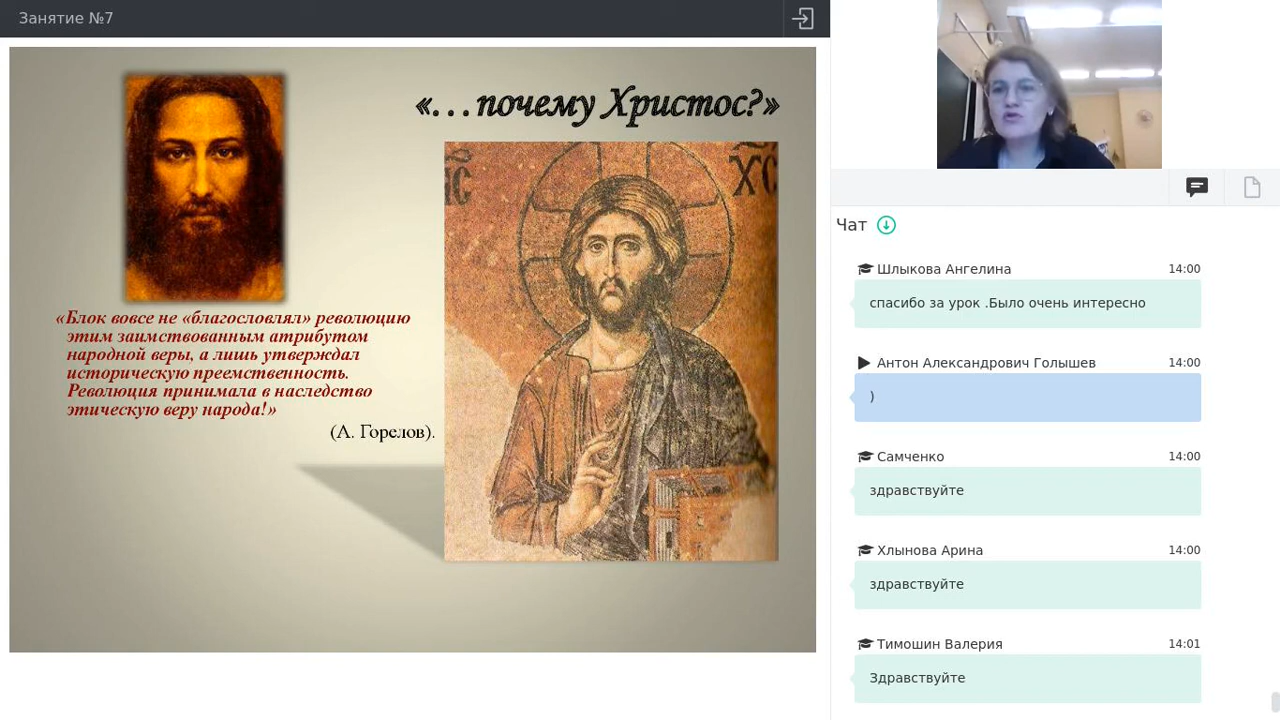 Занятие №7
«…почему Христос?»
IС
ХС
«Блок вовсе не «благословлял» революцию
этим заимствованным атрибутом
народной веры, а лишь утверждал
историческую преемственность.
Революция принимала в наследство
этическую веру народа!»
(А. Горелов).
Чат
Шлыкова Ангелина 14:00
спасибо за урок .Было очень интересно
Антон Александрович Голышев 14:00
)
Самченко 14:00
здравствуйте
Хлынова Арина 14:00
здравствуйте
Тимошин Валерия 14:01
Здравствуйте